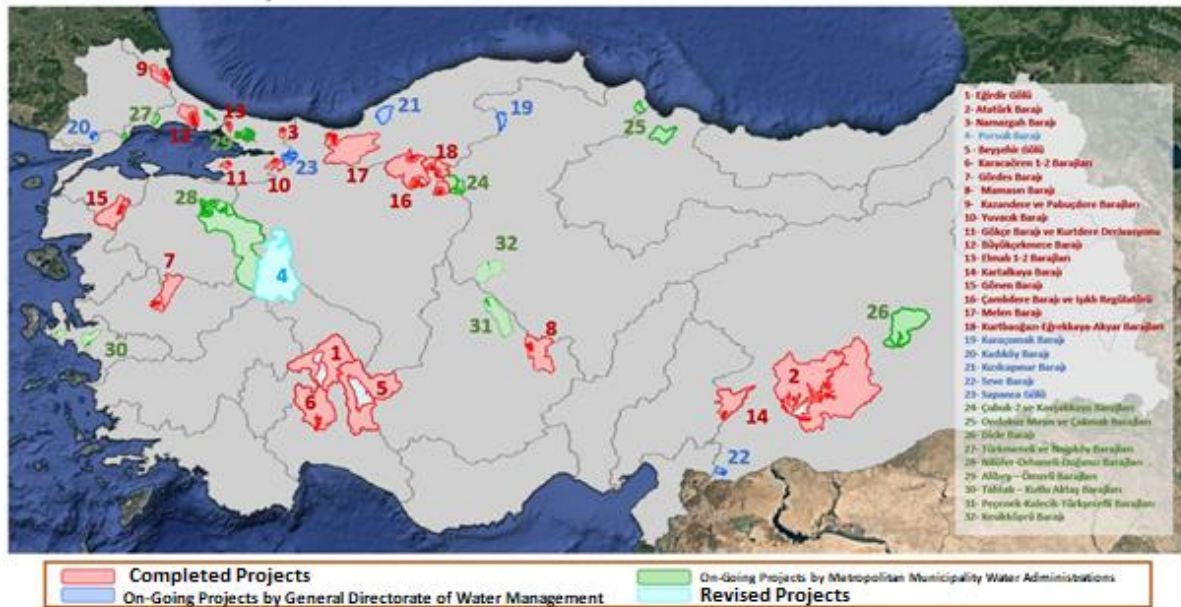 9
13
27
20
12
29
3
21
19
25
11
10
23
17
18
16
24
15
28
4
7
32
31
8
26
30
1
5
6
2
14
22
1- Eğirdir Gölü
2- Atatürk Barajı
3- Namazgah Barajı
4- Porsuk Barajı
5- Beyşehir Gölü
6- Karacaören 1-2 Barajları
7- Gördes Barajı
8- Mamasın Barajı
9- Kazandere ve Pabuçdere Barajları
10- Yuvacık Barajı
11- Gökçe Barajı ve Kurtdere Derivasyonu
12- Büyükçekmece Barajı
13- Elmalı 1-2 Barajları
14- Kartalkaya Barajı
15- Gönen Barajı
16- Çamlıdere Barajı ve Işıklı Regülatörü
17- Melen Barajı
18- Kurtboğazı-Eğrekkaya-Akyar Barajları
19- Karaçomak Barajı
20- Kadıköy Barajı
21- Kızılcapınar Barajı
22- Seve Barajı
23- Sapanca Gölü
24- Çubuk-2 ve Kavşakkaya Barajları
25- Ondokuz Mayıs ve Çakmak Barajları
26- Dicle Barajı
27- Türkmenli ve Naipköy Barajları
28- Nilüfer-Orhaneli-Doğancı Barajları
29- Alibey – Ömerli Barajları
30- Tahtalı – Kutlu Aktaş Barajları
31- Peçenek-Kalecik-Türkşerefli Barajları
32- Kesikköprü Barajı
Completed Projects
On-Going Projects by Metropolitan Municipality Water Administrations
On-Going Projects by General Directorate of Water Management
Revised Projects